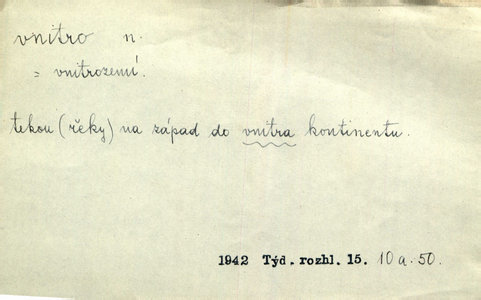 vnitro n.
= vnitrozemí.
tekou (řeky) na západ do vnitra kontinentu.
1942 Týd. rozhl. 15. 10 a. 50.